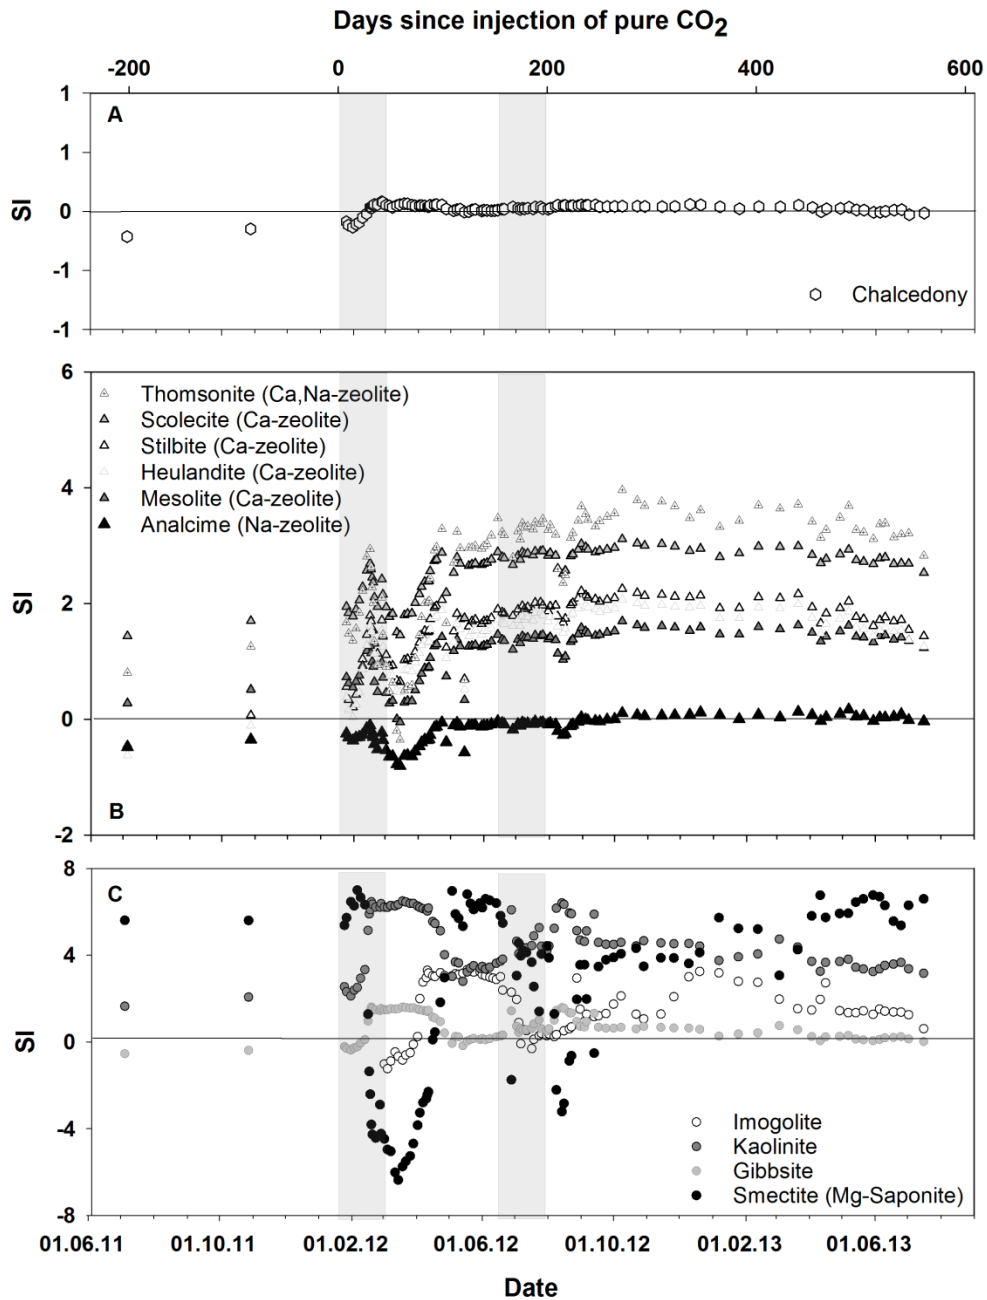 Days since injection of pure CO2
-200 0 200 400 600
A
1
1
0
-1
-1
SI
Chalcedony
6
4
2
0
-2
SI
Thomsonite (Ca,Na-zeolite)
Scolecite (Ca-zeolite)
Stilbite (Ca-zeolite)
Heulandite (Ca-zeolite)
Mesolite (Ca-zeolite)
Analcime (Na-zeolite)
B
C
8
4
0
-4
-8
SI
Imogolite
Kaolinite
Gibbsite
Smectite (Mg-Saponite)
01.06.11 01.10.11 01.02.12 01.06.12 01.10.12 01.02.13 01.06.13
Date